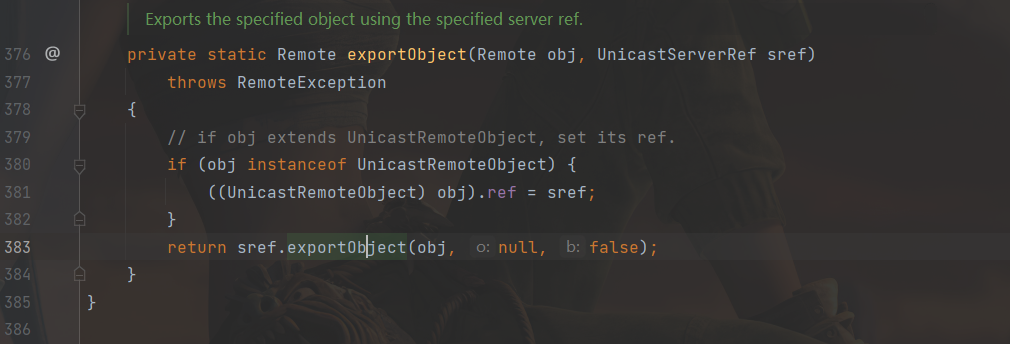 Exports the specified object using the specified server ref.
376 @ private static Remote exportObject(Remote obj, UnicastServerRef sref)
377 throws RemoteException
378 {
379 // if obj extends UnicastRemoteObject, set its ref.
380 if (obj instanceof UnicastRemoteObject) {
381 ((UnicastRemoteObject) obj).ref = sref;
382 }
383 return sref.exportObject(obj, o: null, b: false);
384 }
385 }
386